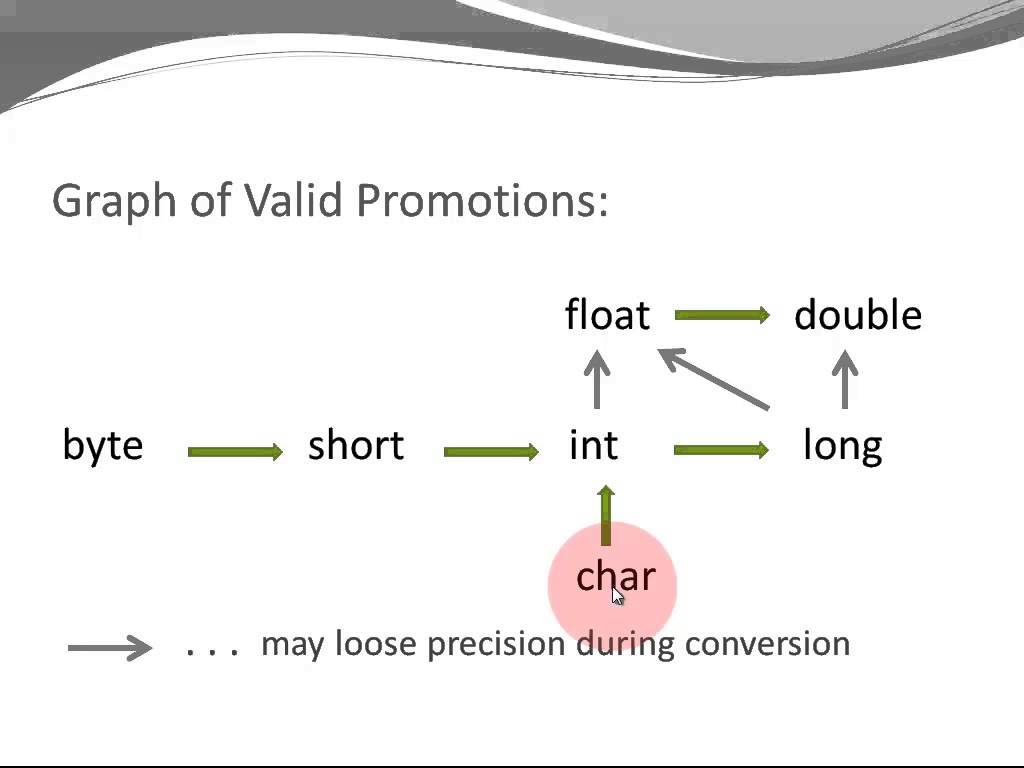 Graph of Valid Promotions:
float double
byte short int long
char
. . . may loose precision during conversion